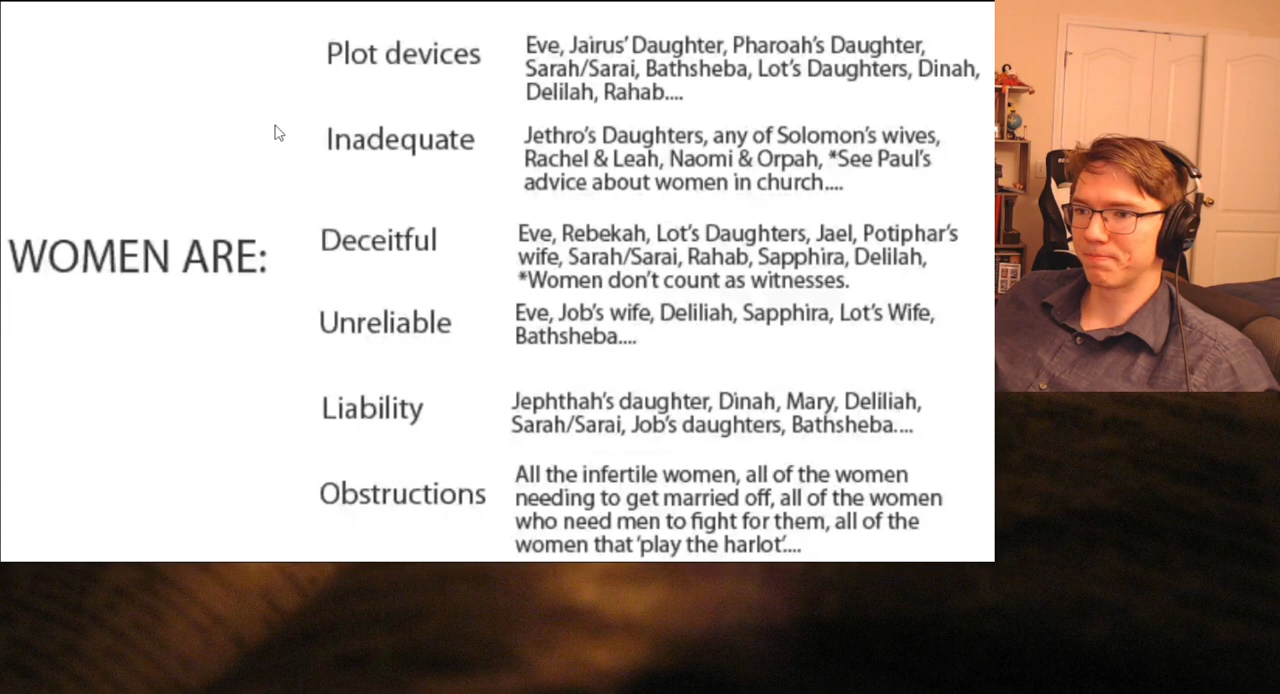 Plot devices
Eve, Jairus' Daughter, Pharoah's Daughter,
Sarah/Sarai, Bathsheba, Lot's Daughters, Dinah,
Delilah, Rahab....
Inadequate
Jethro's Daughters, any of Solomon's wives,
Rachel & Leah, Naomi & Orpah, *See Paul's
advice about women in church....
WOMEN ARE:
Deceitful
Eve, Rebekah, Lot's Daughters, Jael, Potiphar's
wife, Sarah/Sarai, Rahab, Sapphira, Delilah,
*Women don't count as witnesses.
Unreliable
Eve, Job's wife, Deliliah, Sapphira, Lot's Wife,
Bathsheba....
Liability
Jephthah's daughter, Dinah, Mary, Deliliah,
Sarah/Sarai, Job's daughters, Bathsheba....
Obstructions
All the infertile women, all of the women
needing to get married off, all of the women
who need men to fight for them, all of the
women that 'play the harlot'....